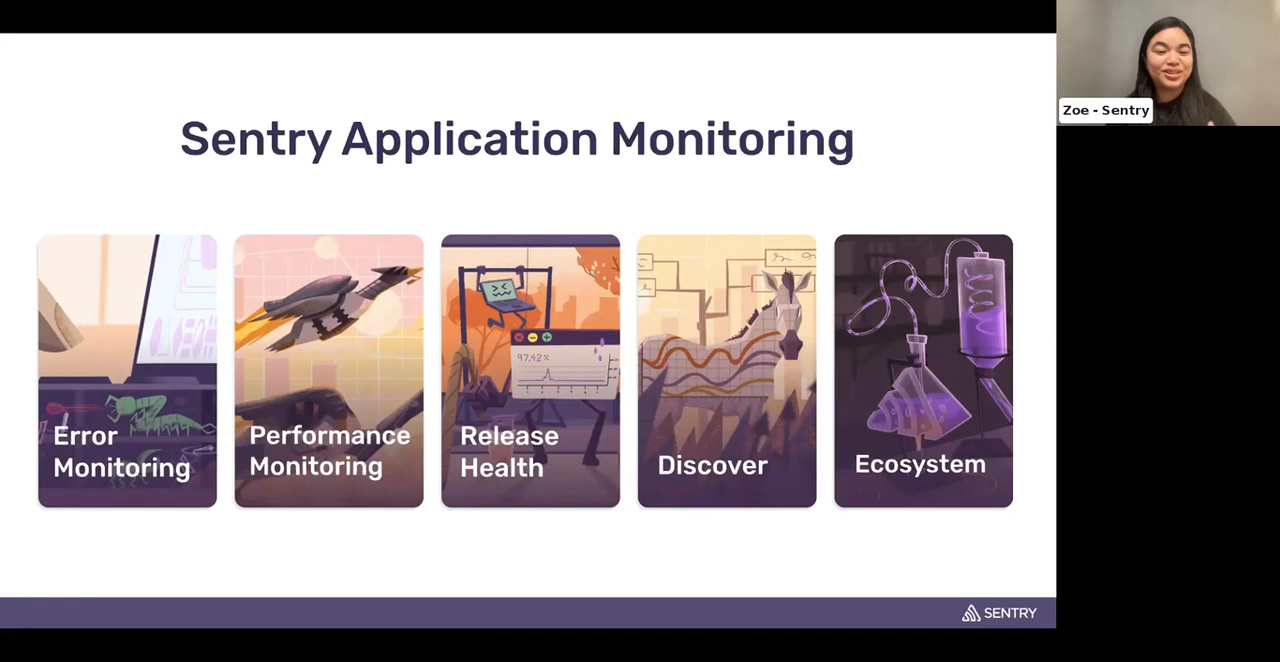 Sentry Application Monitoring
Zoe - Sentry
Error
Monitoring
Performance
Monitoring
97.42%
Release
Health
Discover
Ecosystem
SENTRY